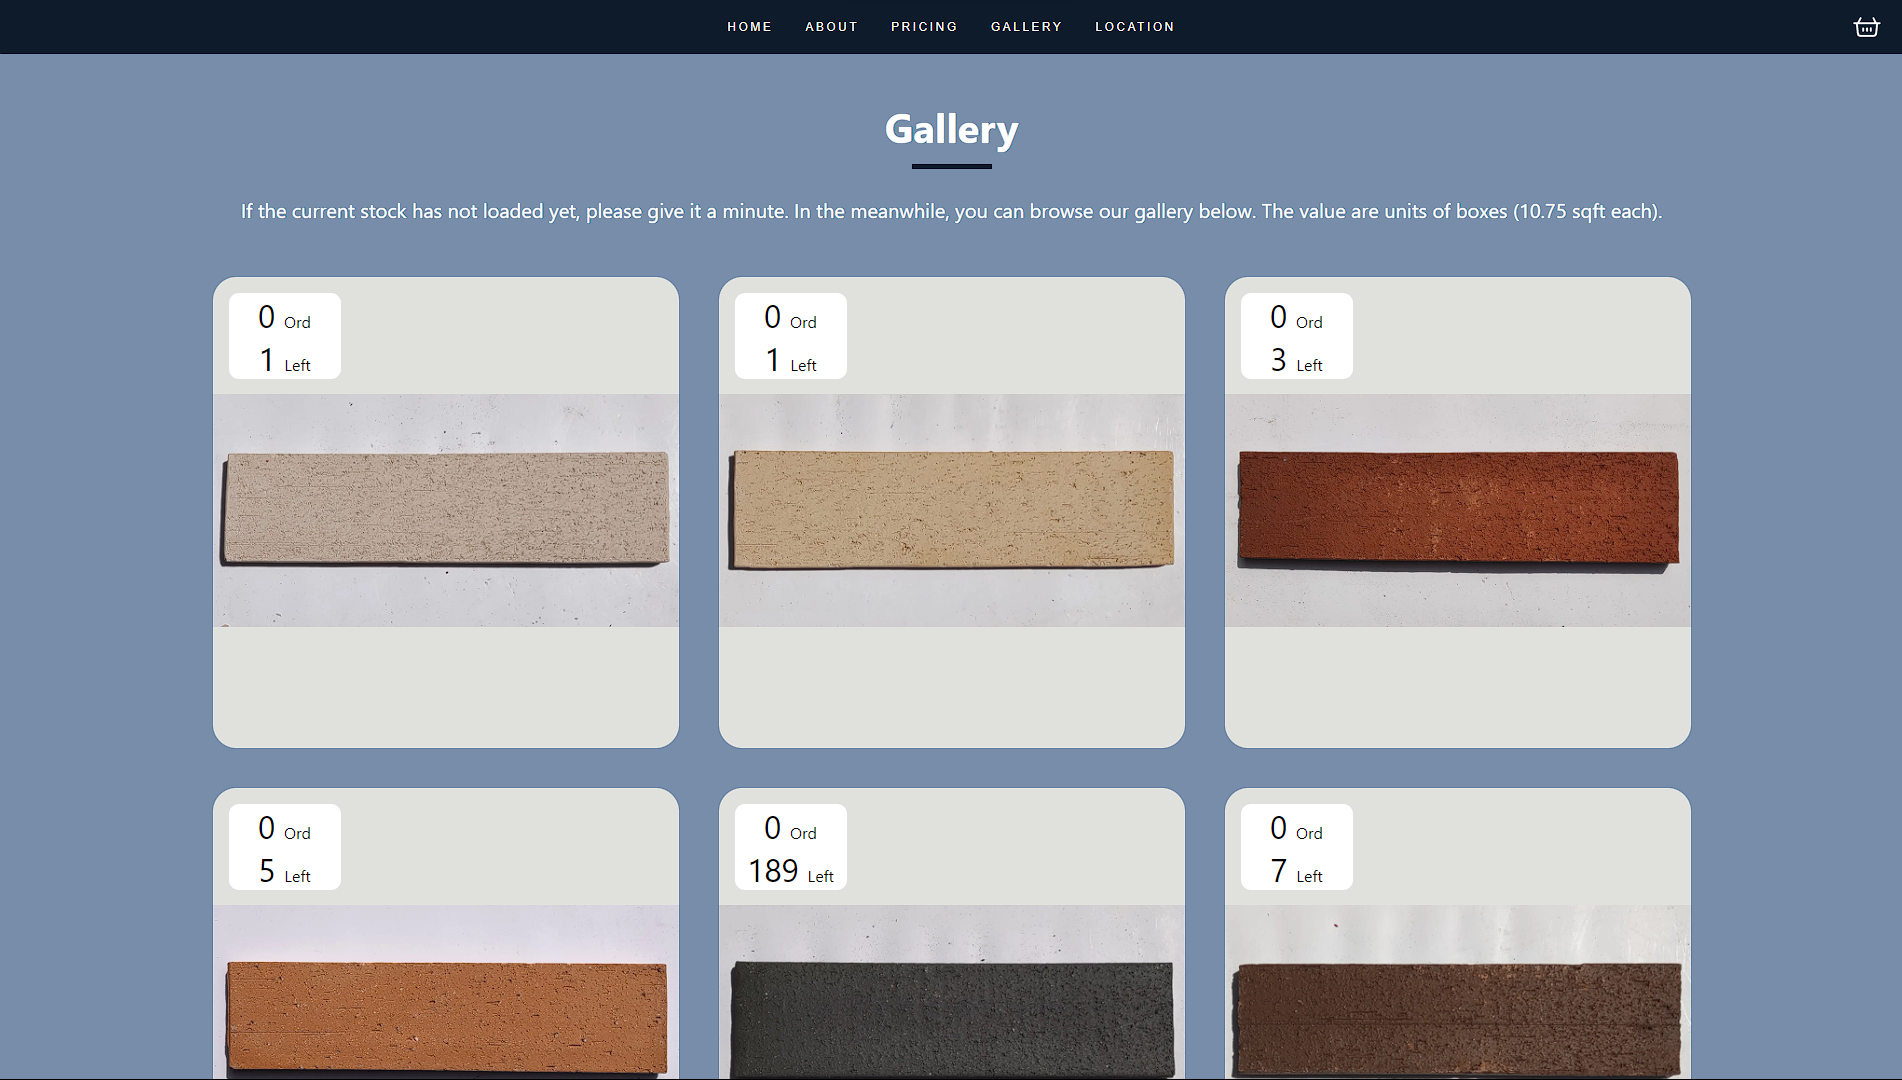 HOME ABOUT PRICING GALLERY LOCATION
Gallery
If the current stock has not loaded yet, please give it a minute. In the meanwhile, you can browse our gallery below. The value are units of boxes (10.75 sqft each).
0 Ord
1 Left
0 Ord
1 Left
0 Ord
3 Left
0 Ord
5 Left
0 Ord
189 Left
0 Ord
7 Left